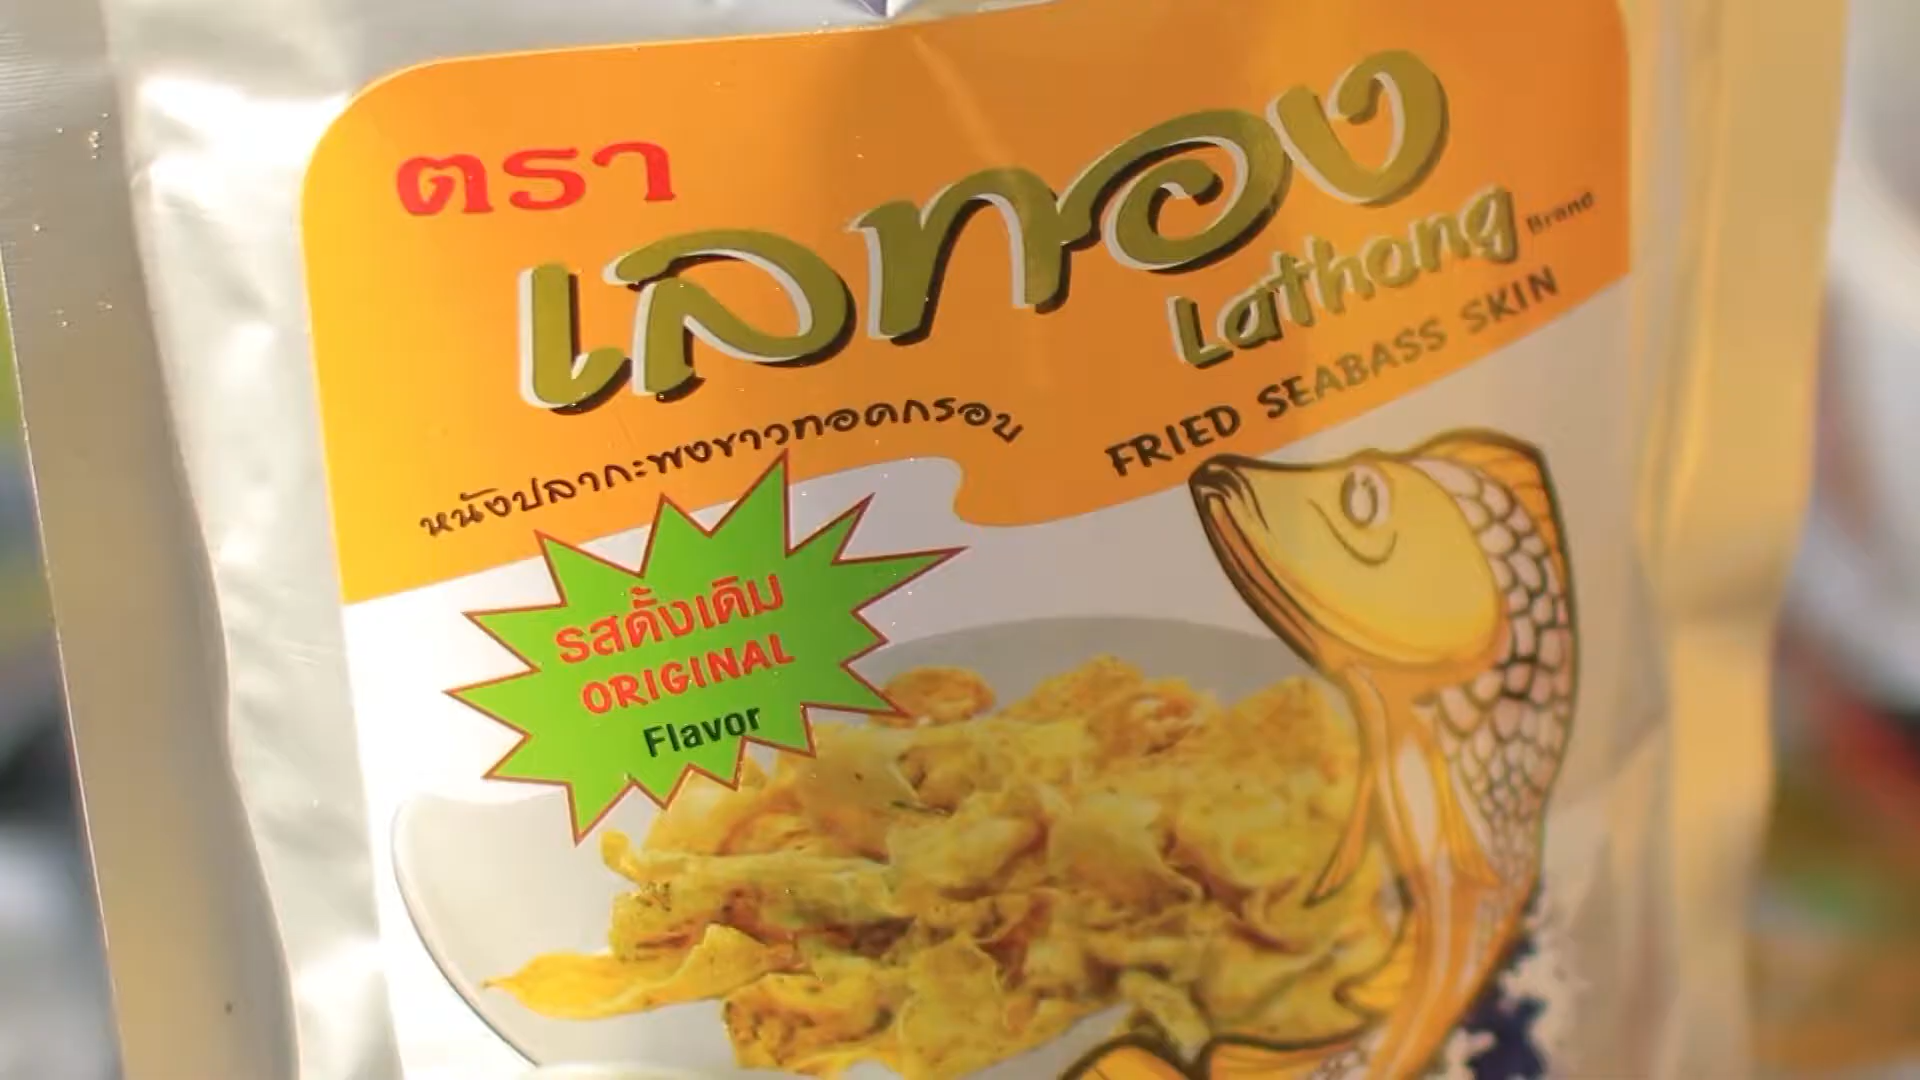 ตรา
เลทอง
Lathong Brand
หนังปลากะพงขาวทอดกรอบ
FRIED SEABASS SKIN
รสดั้งเดิม
ORIGINAL
Flavor